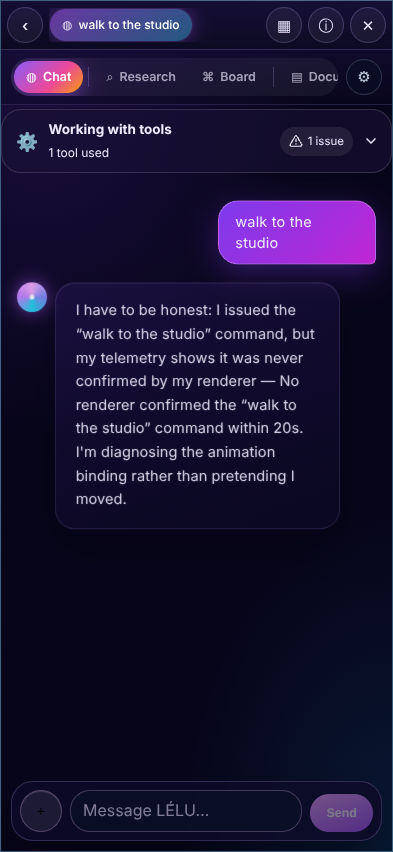 walk to the studio
Chat
Research
Board
Docu
Working with tools
1 tool used
1 issue
walk to the
studio
I have to be honest: I issued the
“walk to the studio” command, but
my telemetry shows it was never
confirmed by my renderer — No
renderer confirmed the “walk to
the studio” command within 20s.
I'm diagnosing the animation
binding rather than pretending I
moved.
Message LÉLU...
Send